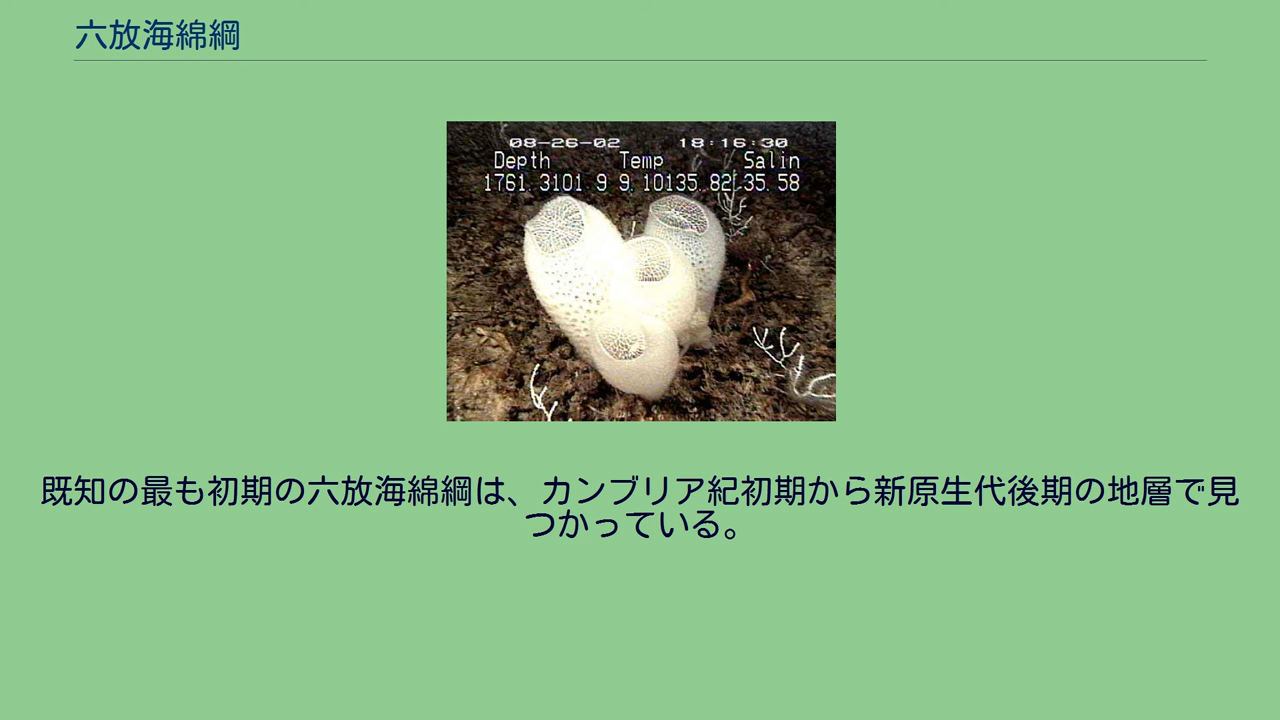 六放海綿綱
08-26-02 18:16:30
Depth Temp Salin
1761.3101.9 9.10135.82 35.58
既知の最も初期の六放海綿綱は、カンブリア紀初期から新原生代後期の地層で見
つかっている。